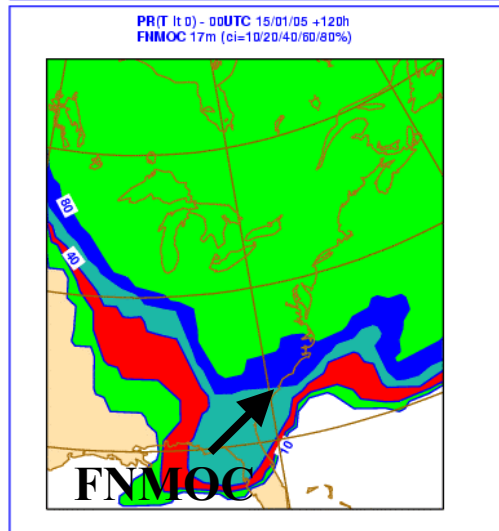 PR(T lt 0) - 00UTC 15/01/05 +120h
FNMOC 17m (ci=10/20/40/60/80%)
80
40
10
FNMOC